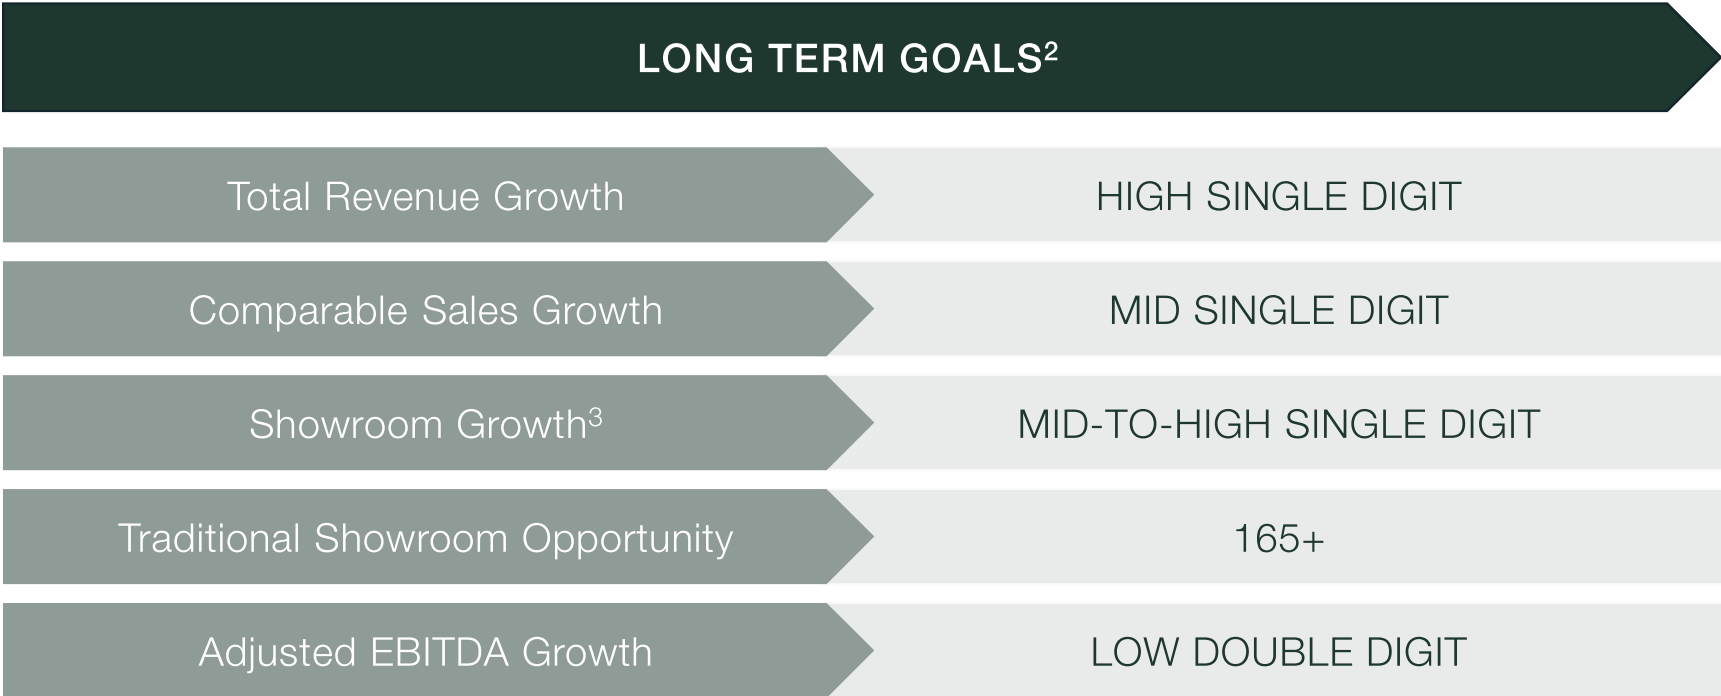 LONG TERM GOALS²
Total Revenue Growth HIGH SINGLE DIGIT
Comparable Sales Growth MID SINGLE DIGIT
Showroom Growth³ MID-TO-HIGH SINGLE DIGIT
Traditional Showroom Opportunity 165+
Adjusted EBITDA Growth LOW DOUBLE DIGIT